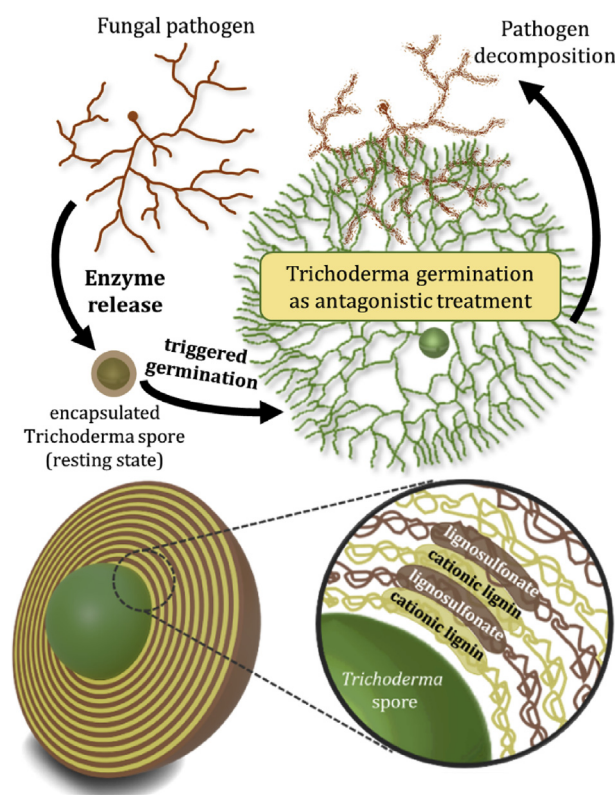 Fungal pathogen
Pathogen
decomposition
Enzyme
release
Trichoderma germination
as antagonistic treatment
triggered
germination
encapsulated
Trichoderma spore
(resting state)
lignosulfonate
cationic lignin
lignosulfonate
cationic lignin
Trichoderma
spore